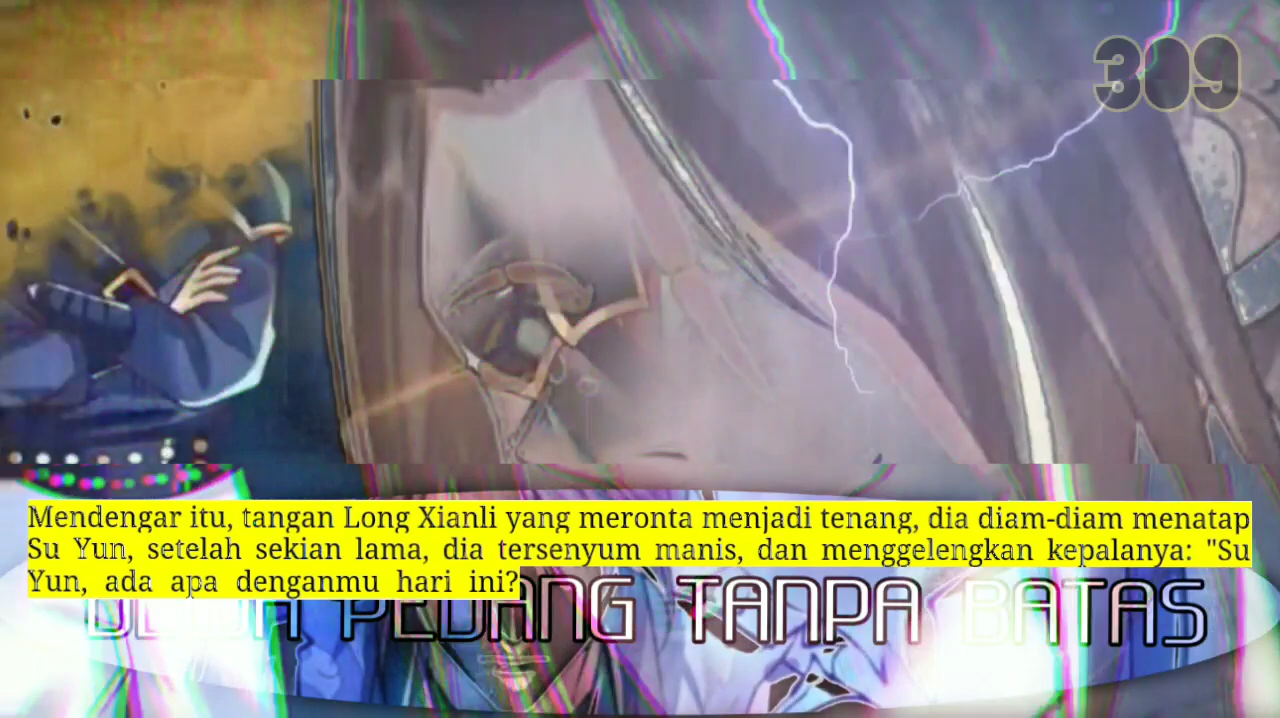 309
Mendengar itu, tangan Long Xianli yang meronta menjadi tenang, dia diam-diam menatap
Su Yun, setelah sekian lama, dia tersenyum manis, dan menggelengkan kepalanya: "Su
Yun, ada apa denganmu hari ini?
PEDANG TANPA BATAS